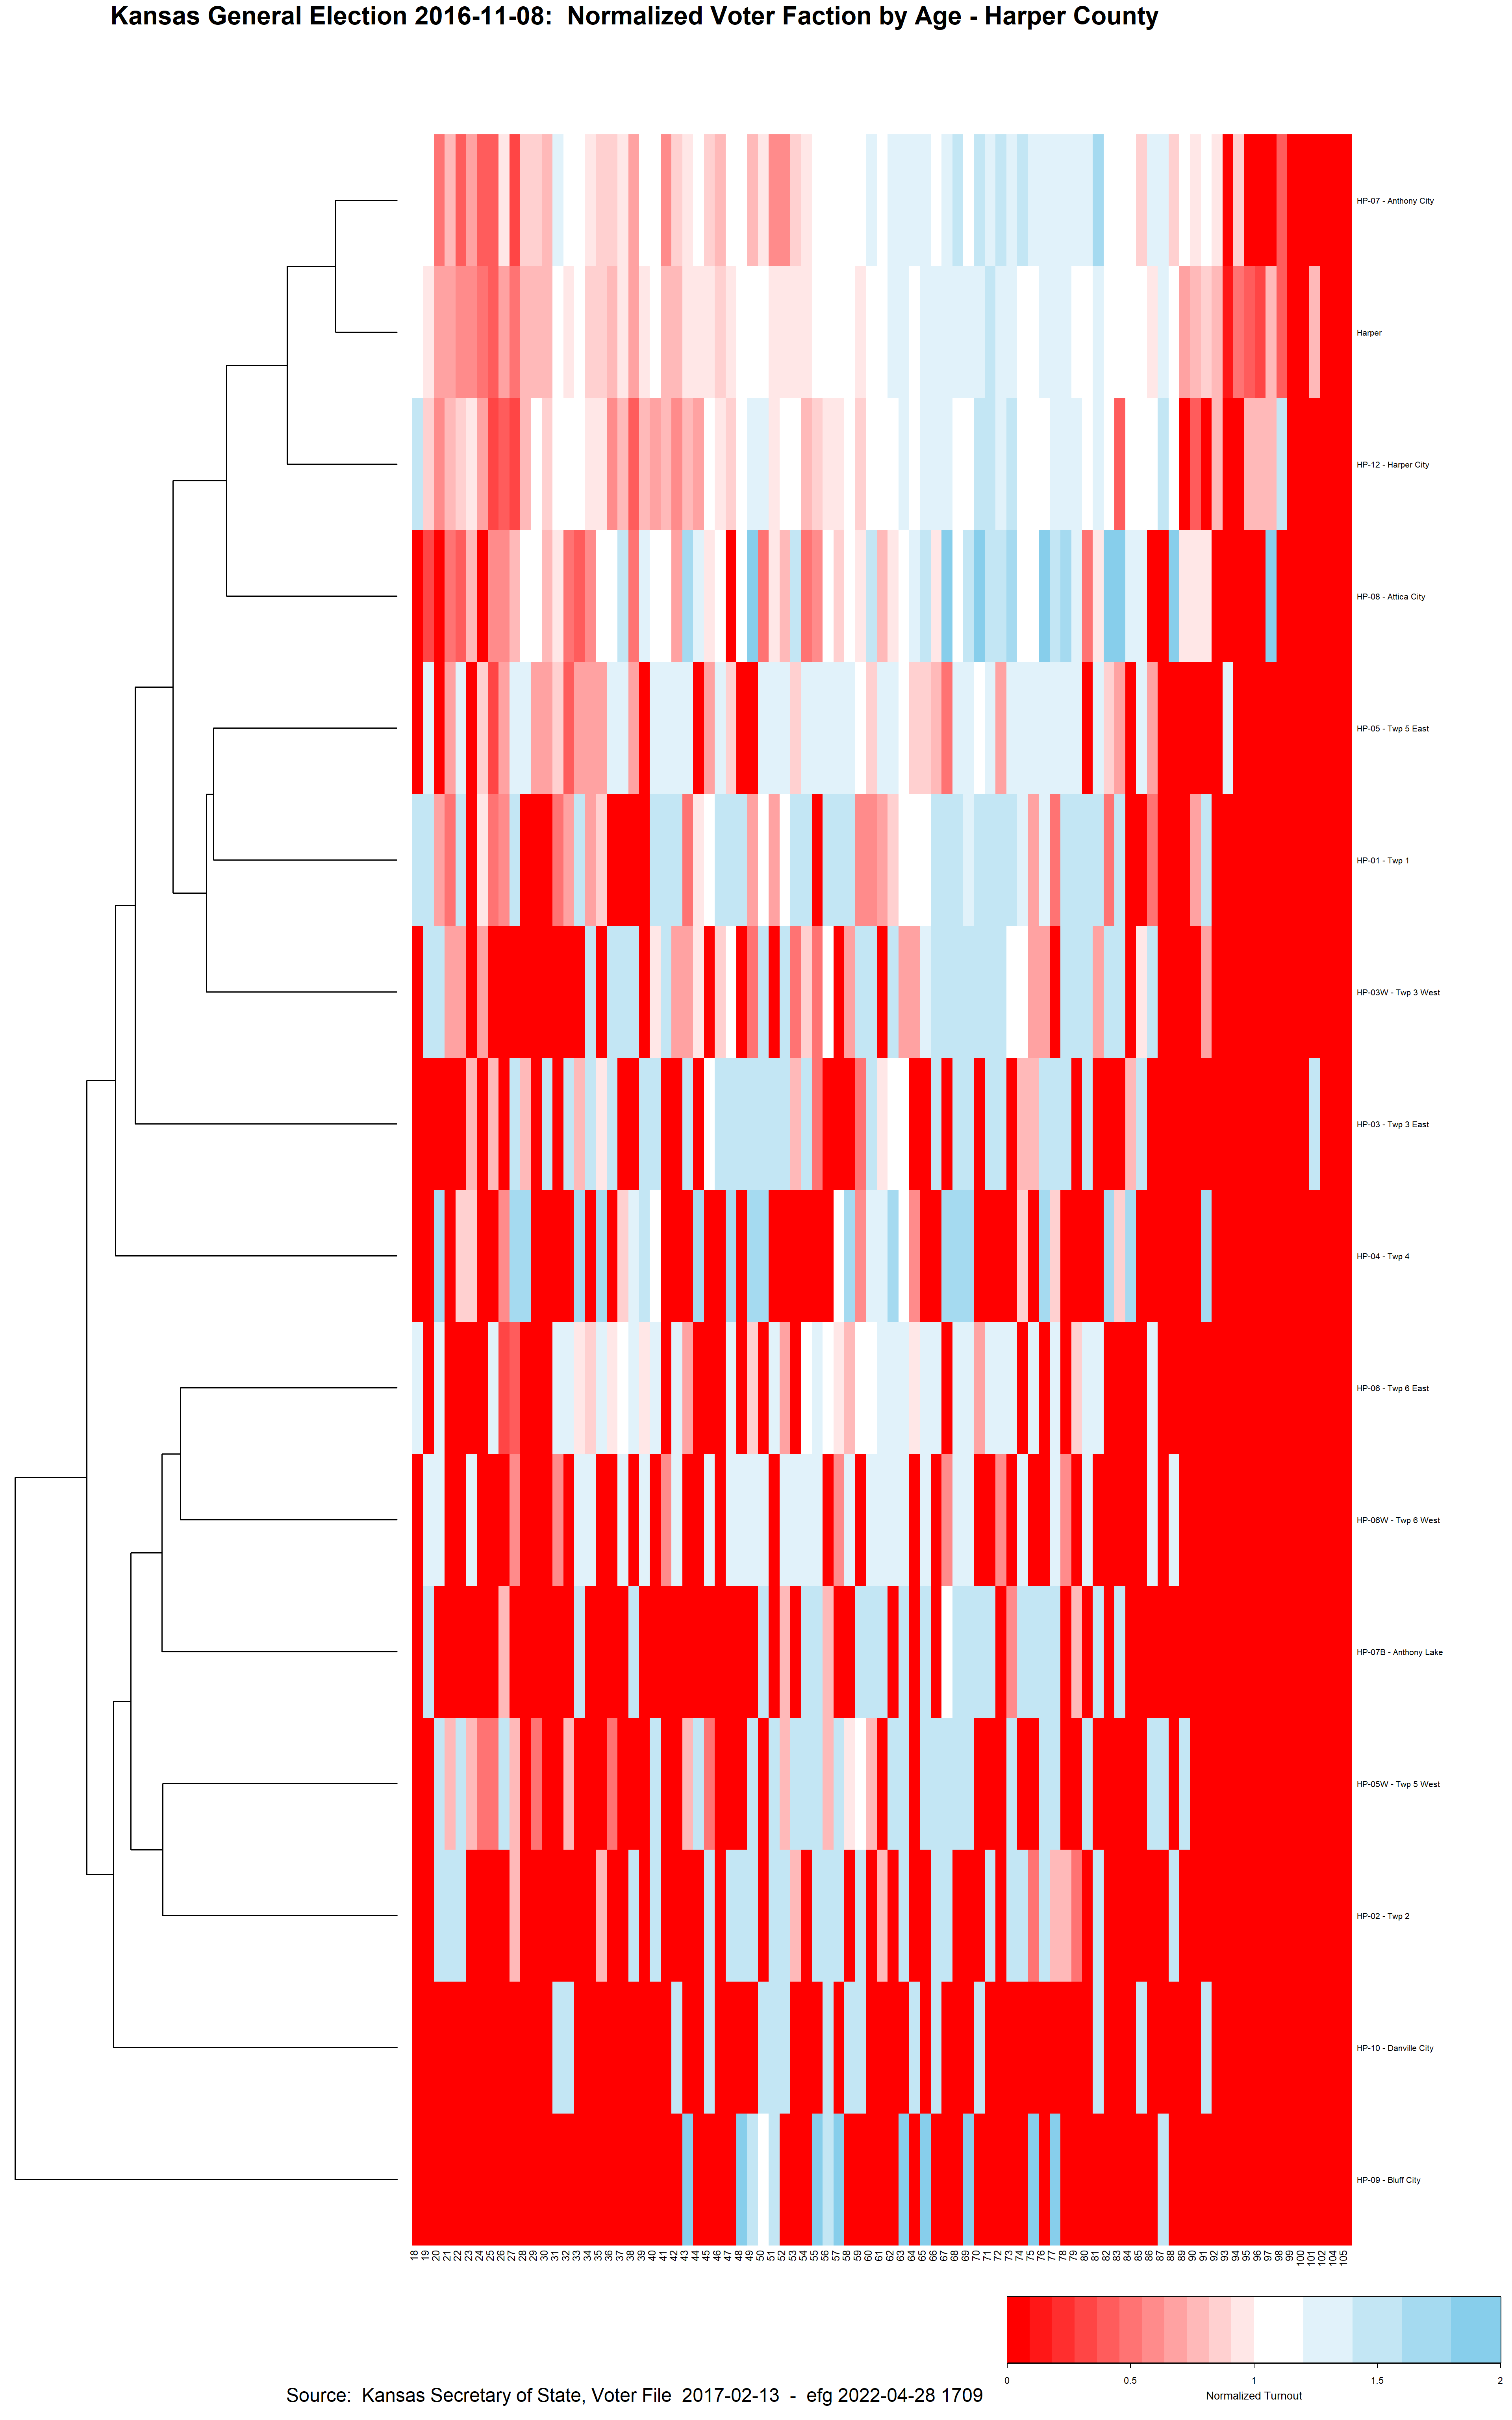 Kansas General Election 2016-11-08:  Normalized Voter Faction by Age - Harper County
HP-07 - Anthony City
Harper
HP-12 - Harper City
HP-08 - Attica City
HP-05 - Twp 5 East
HP-01 - Twp 1
HP-03W - Twp 3 West
HP-03 - Twp 3 East
HP-04 - Twp 4
HP-06 - Twp 6 East
HP-06W - Twp 6 West
HP-07B - Anthony Lake
HP-05W - Twp 5 West
HP-02 - Twp 2
HP-10 - Danville City
HP-09 - Bluff City
18 19 20 21 22 23 24 25 26 27 28 29 30 31 32 33 34 35 36 37 38 39 40 41 42 43 44 45 46 47 48 49 50 51 52 53 54 55 56 57 58 59 60 61 62 63 64 65 66 67 68 69 70 71 72 73 74 75 76 77 78 79 80 81 82 83 84 85 86 87 88 89 90 91 92 93 94 95 96 97 98 99 100 101 102 104 105
0 0.5 1 1.5 2
Normalized Turnout
Source:  Kansas Secretary of State, Voter File  2017-02-13  -  efg 2022-04-28 1709